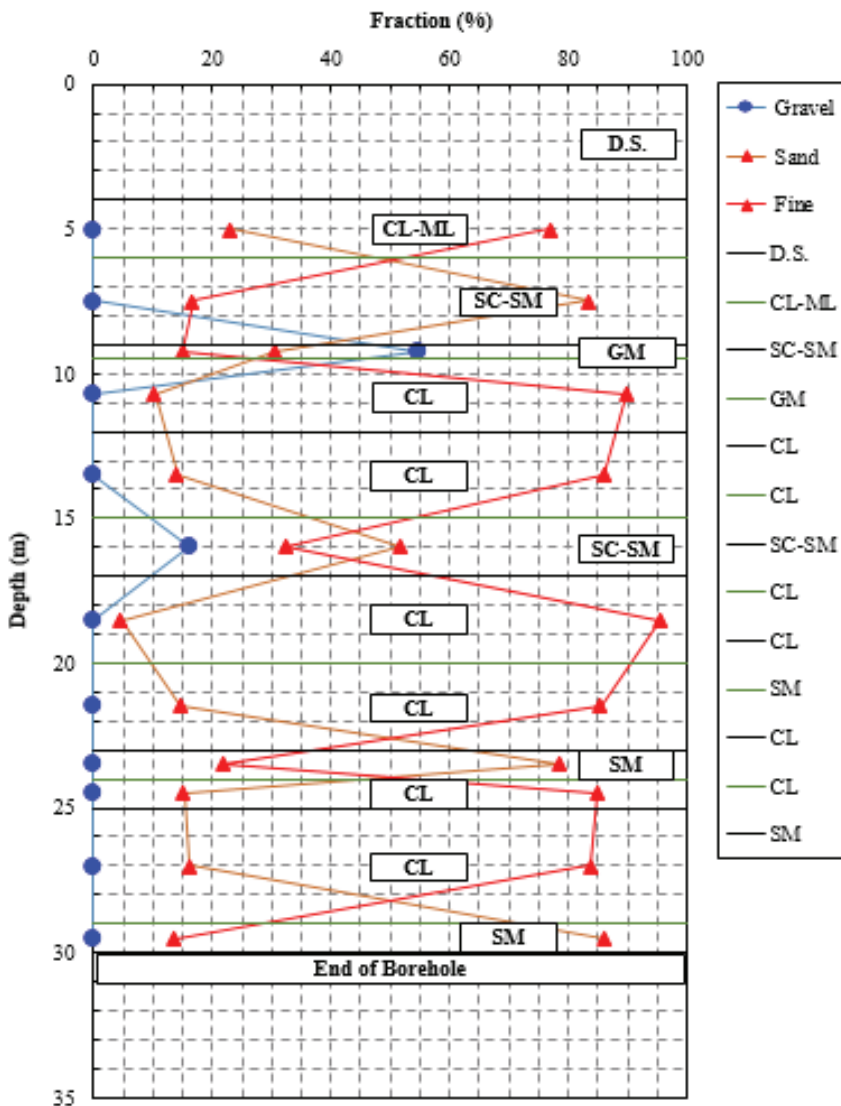 Fraction (%)
0 20 40 60 80 100
0
5
10
15
20
25
30
35
Depth (m)
D.S.
CL-ML
SC-SM
GM
CL
CL
SC-SM
CL
CL
SM
CL
CL
SM
End of Borehole
Gravel
Sand
Fine
D.S.
CL-ML
SC-SM
GM
CL
CL
SC-SM
CL
CL
SM
CL
CL
SM